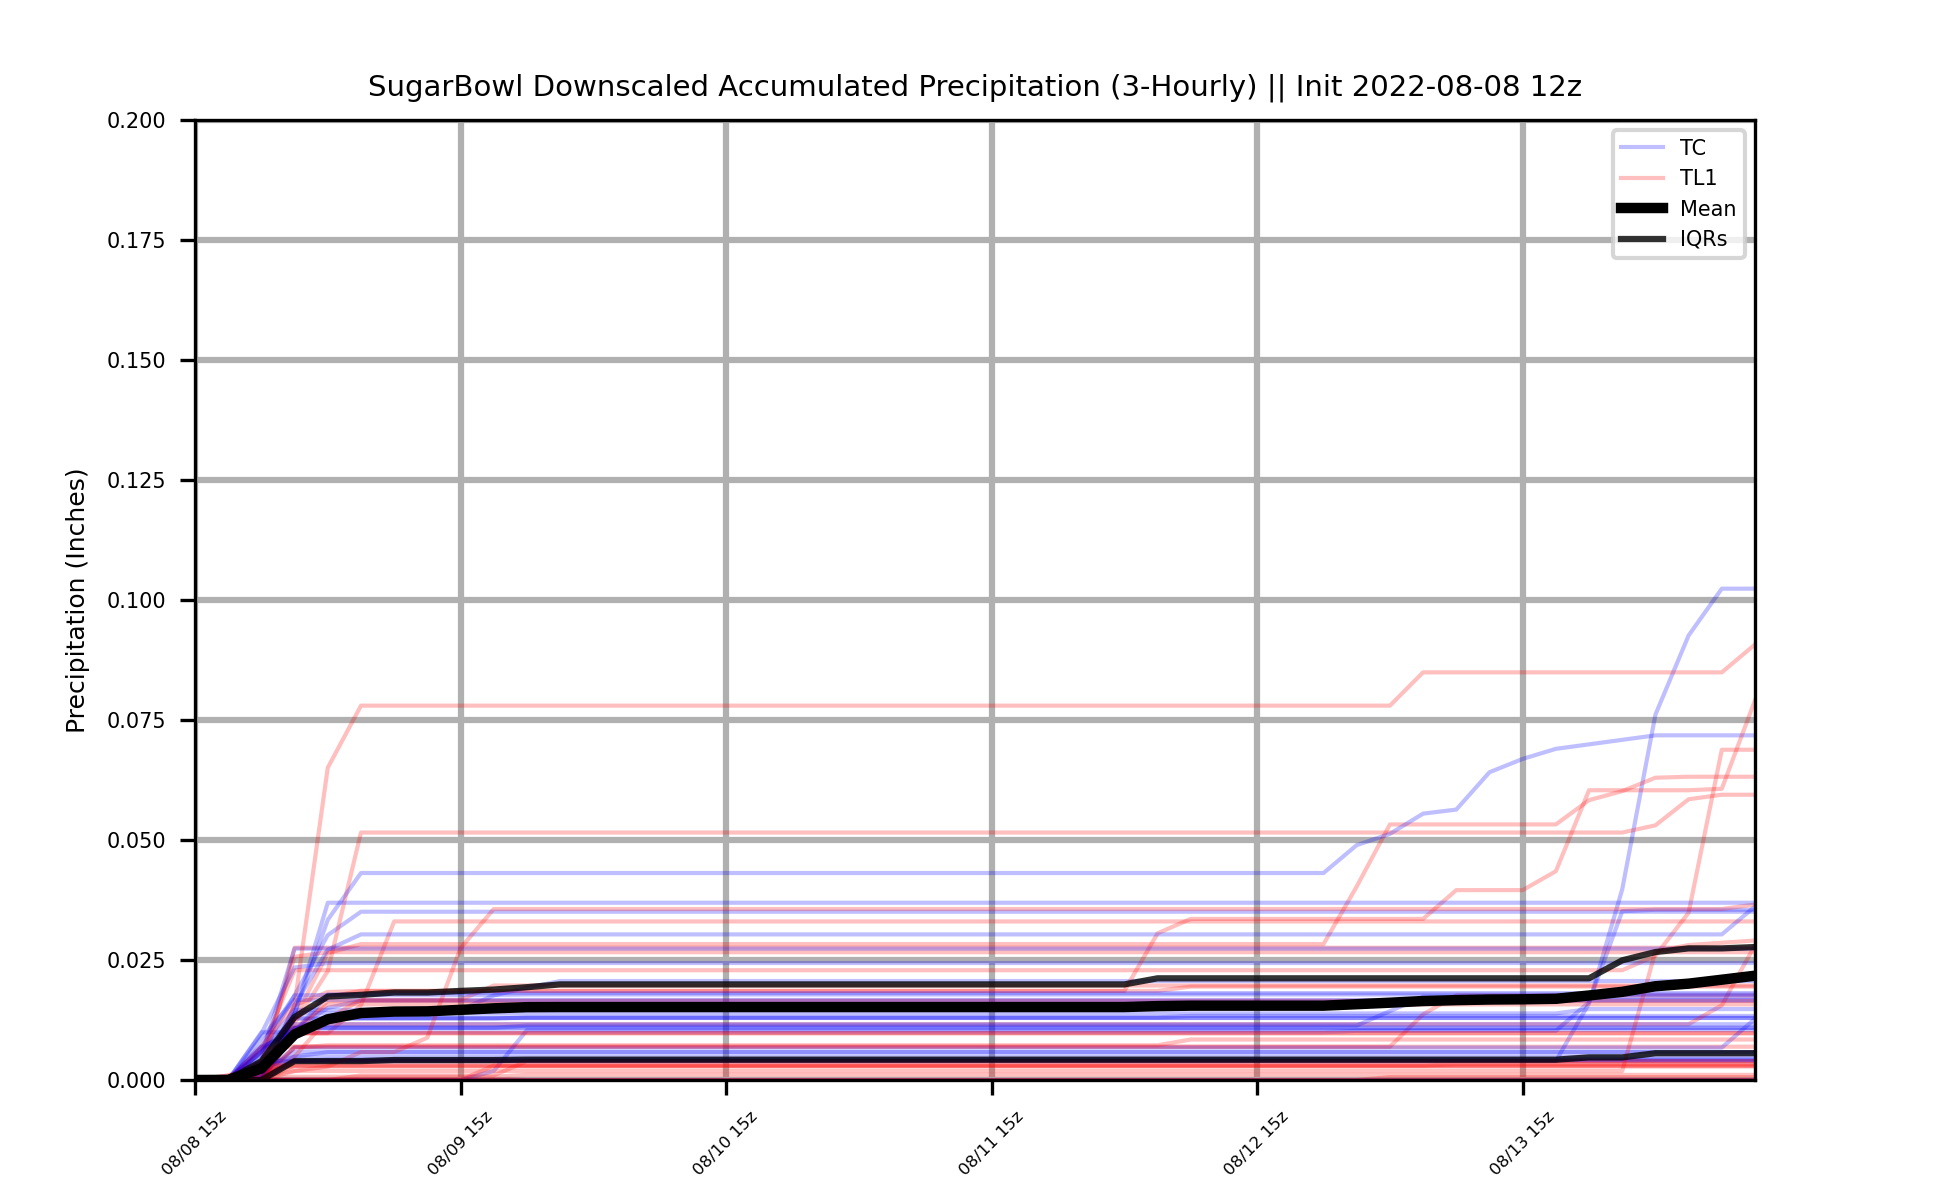 SugarBowl Downscaled Accumulated Precipitation (3-Hourly) || Init 2022-08-08 12z
TC
TL1
Mean
IQRs
Precipitation (Inches)
0.200
0.175
0.150
0.125
0.100
0.075
0.050
0.025
0.000
08/08 15z
08/09 15z
08/10 15z
08/11 15z
08/12 15z
08/13 15z